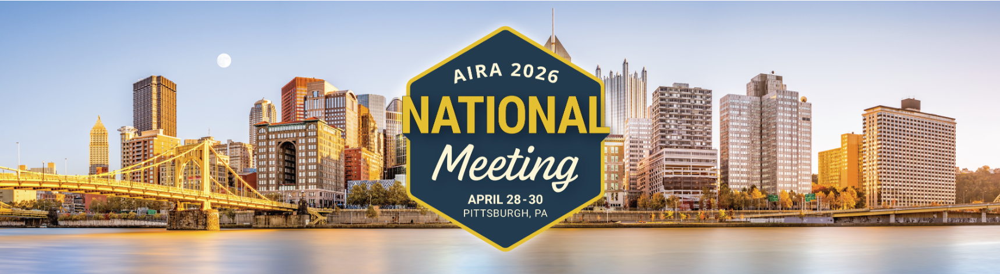 AIRA 2026
NATIONAL
Meeting
APRIL 28-30
PITTSBURGH, PA